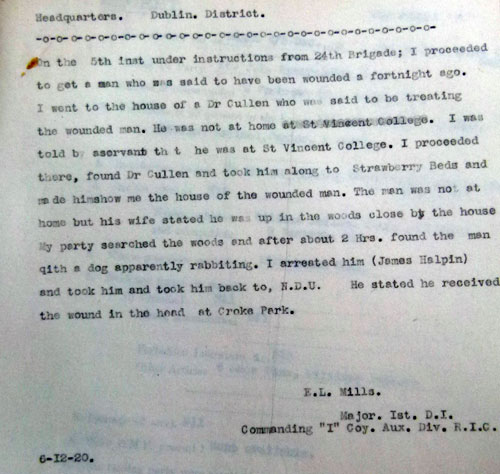 Headquarters. Dublin. District.
-o-o-o-o-o-o-o-o-o-o-o-o-o-o-o-o-o-o-o-o-o-o-o-o-o-o-o-
On the 5th inst under instructions from 24th Brigade; I proceeded
to get a man who was said to have been wounded a fortnight ago.
I went to the house of a Dr Cullen who was said to be treating
the wounded man. He was not at home at St Vincent College. I was
told by aservant th t he was at St Vincent College. I proceeded
there, found Dr Cullen and took him along to Strawberry Beds and
made himshow me the house of the wounded man. The man was not at
home but his wife stated he was up in the woods close by the house
My party searched the woods and after about 2 Hrs. found the man
qith a dog apparently rabbiting. I arrested him (James Halpin)
and took him and took him back to, N.D.U. He stated he received
the wound in the head at Croke Park.
E.L. Mills.
Major. Ist. D.I.
Commanding "I" Coy. Aux. Div. R.I.C.
6-12-20.